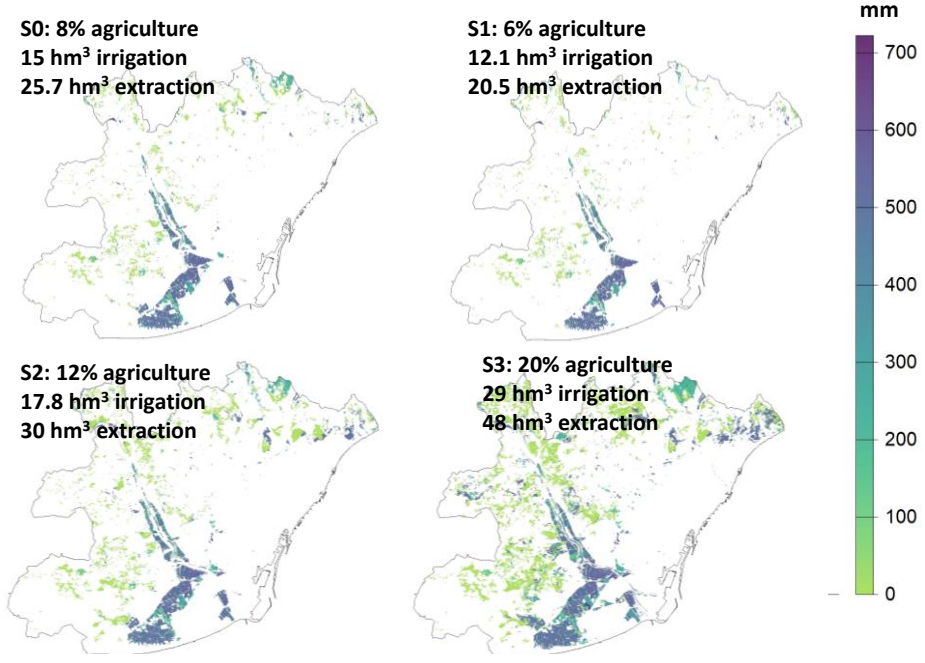 S0: 8% agriculture
15 hm³ irrigation
25.7 hm³ extraction
S1: 6% agriculture
12.1 hm³ irrigation
20.5 hm³ extraction
S2: 12% agriculture
17.8 hm³ irrigation
30 hm³ extraction
S3: 20% agriculture
29 hm³ irrigation
48 hm³ extraction
mm
700
600
500
400
300
200
100
0